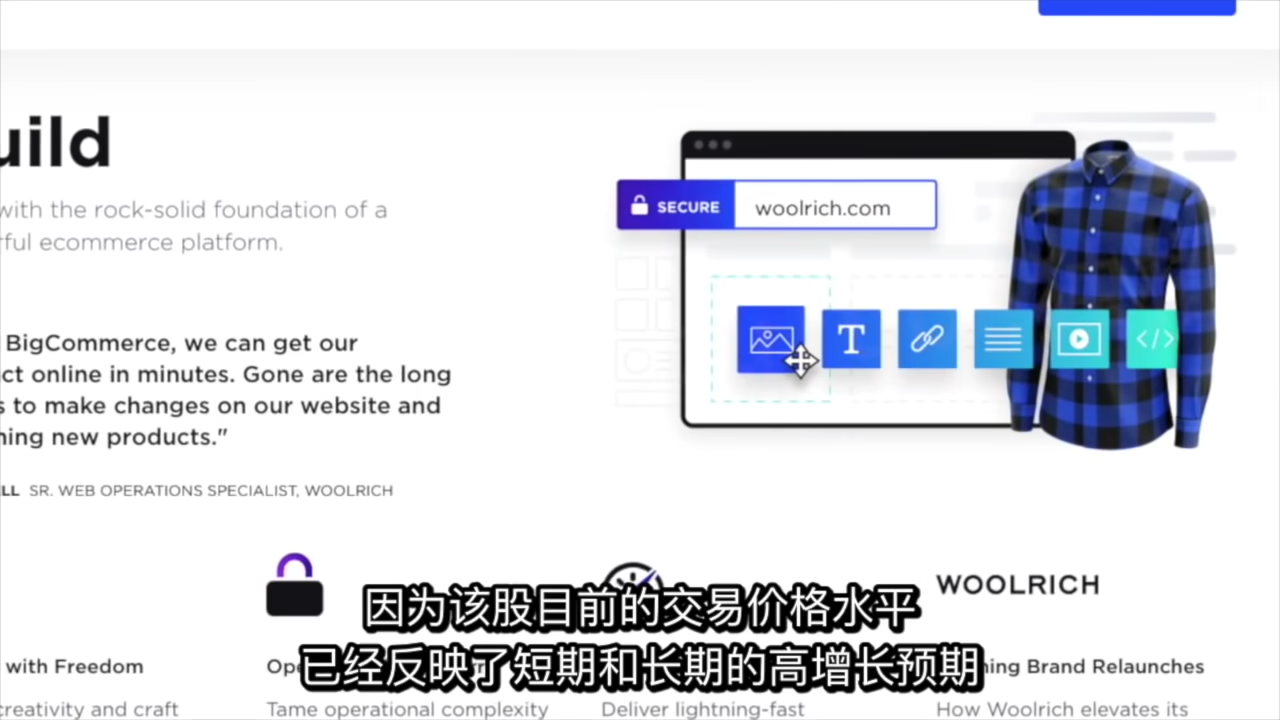 uild
with the rock-solid foundation of a
ful ecommerce platform.
SECURE woolrich.com
T
</>
BigCommerce, we can get our
ct online in minutes. Gone are the long
s to make changes on our website and
ning new products."
LL SR. WEB OPERATIONS SPECIALIST, WOOLRICH
WOOLRICH
因为该股目前的交易价格水平
已经反映了短期和长期的高增长预期
with Freedom
Brand Relaunches
creativity and craft
Tame operational complexity
Deliver lightning-fast
How Woolrich elevates its